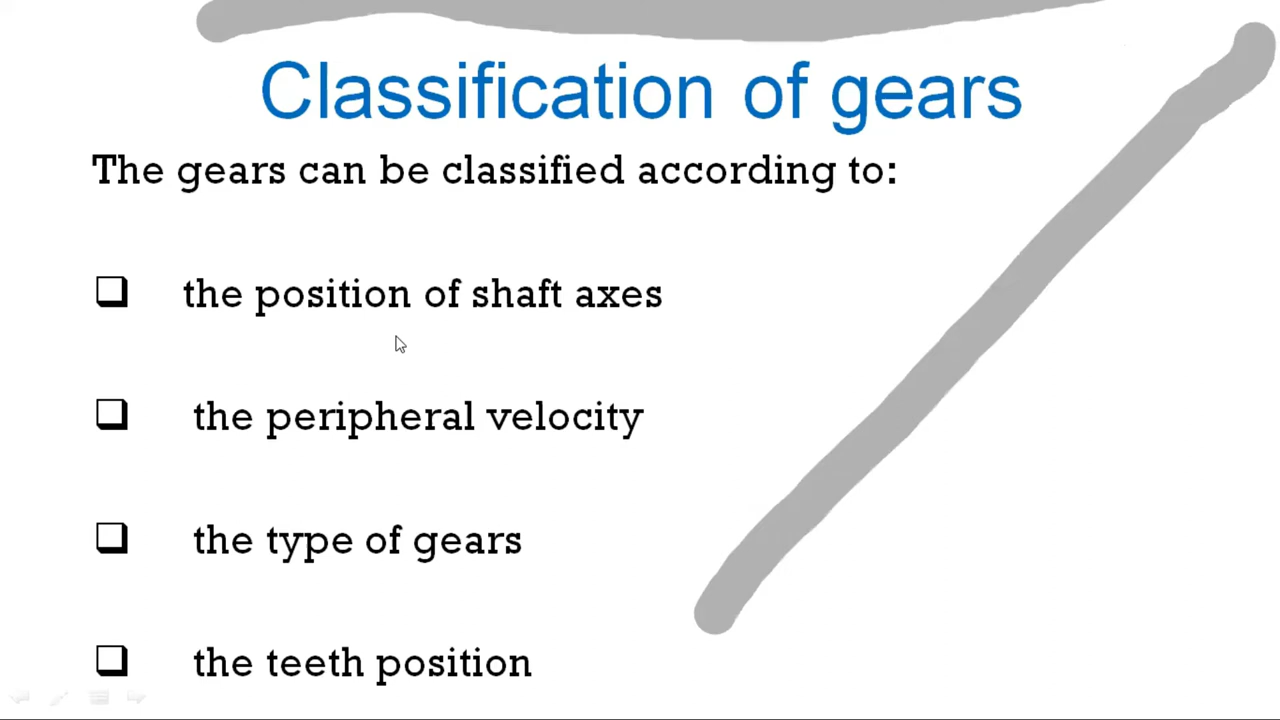 Classification of gears
The gears can be classified according to:
❑ the position of shaft axes
❑ the peripheral velocity
❑ the type of gears
❑ the teeth position